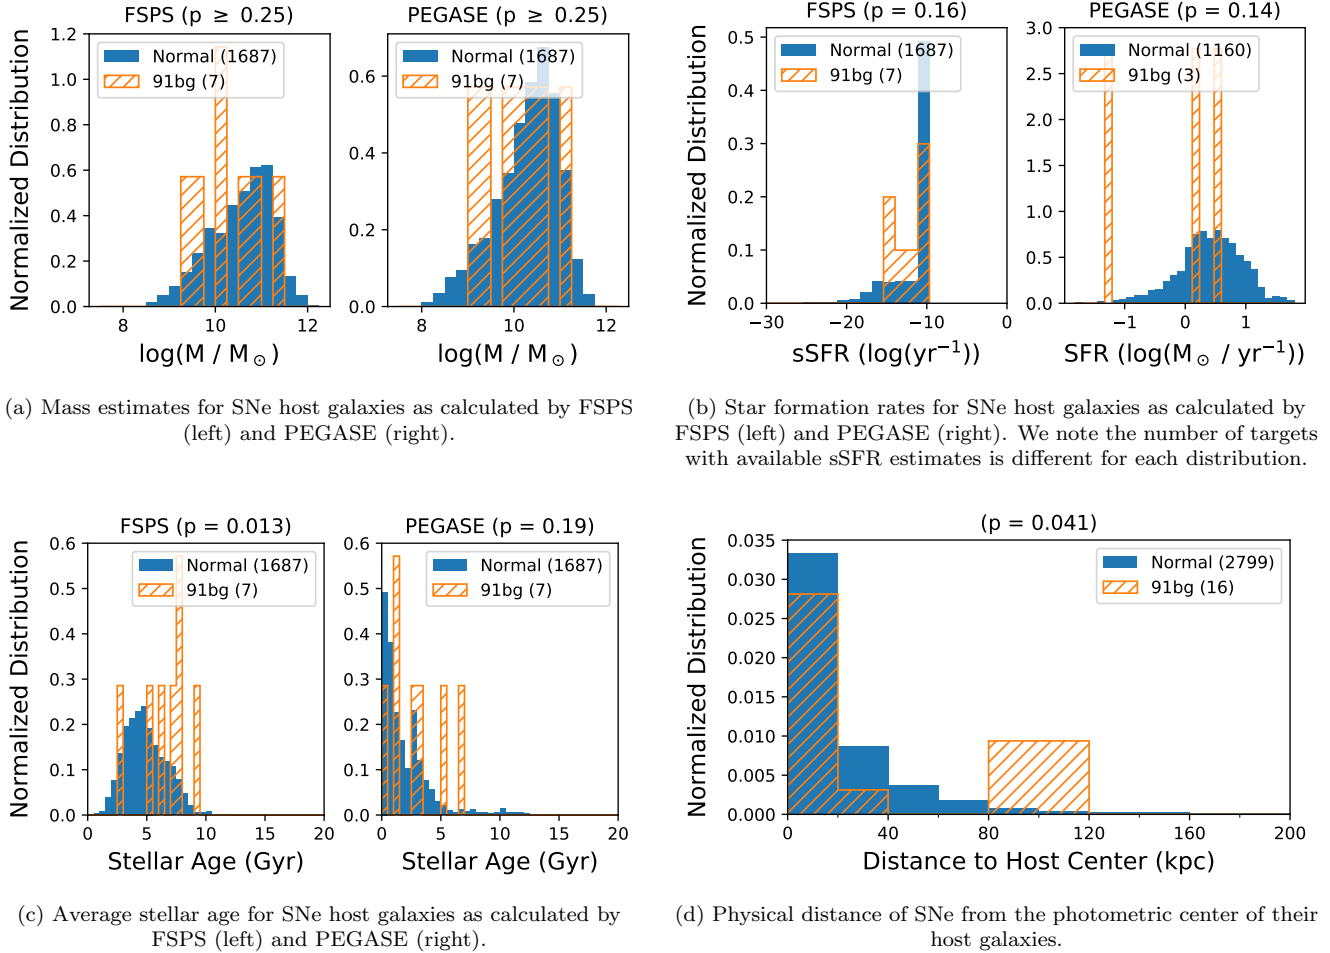 FSPS (p ≥ 0.25)
PEGASE (p ≥ 0.25)
Normal (1687)
91bg (7)
Normal (1687)
91bg (7)
Normalized Distribution
1.2
1.0
0.8
0.6
0.4
0.2
0.0
0.6
0.4
0.2
0.0
8 10 12
8 10 12
log(M / M⊙)
log(M / M⊙)
(a) Mass estimates for SNe host galaxies as calculated by FSPS
(left) and PEGASE (right).
FSPS (p = 0.16)
PEGASE (p = 0.14)
Normal (1687)
91bg (7)
Normal (1160)
91bg (3)
Normalized Distribution
0.5
0.4
0.3
0.2
0.1
0.0
3.0
2.5
2.0
1.5
1.0
0.5
0.0
−30 −20 −10 0
−1 0 1
sSFR (log(yr⁻¹))
SFR (log(M⊙ / yr⁻¹))
(b) Star formation rates for SNe host galaxies as calculated by
FSPS (left) and PEGASE (right). We note the number of targets
with available sSFR estimates is different for each distribution.
FSPS (p = 0.013)
PEGASE (p = 0.19)
Normal (1687)
91bg (7)
Normal (1687)
91bg (7)
Normalized Distribution
0.6
0.5
0.4
0.3
0.2
0.1
0.0
0.6
0.5
0.4
0.3
0.2
0.1
0.0
0 5 10 15 20
0 5 10 15 20
Stellar Age (Gyr)
Stellar Age (Gyr)
(c) Average stellar age for SNe host galaxies as calculated by
FSPS (left) and PEGASE (right).
(p = 0.041)
Normal (2799)
91bg (16)
Normalized Distribution
0.035
0.030
0.025
0.020
0.015
0.010
0.005
0.000
0 40 80 120 160 200
Distance to Host Center (kpc)
(d) Physical distance of SNe from the photometric center of their
host galaxies.